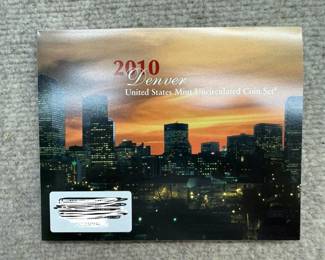 2010
Denver
United States Mint Uncirculated Coin Set®